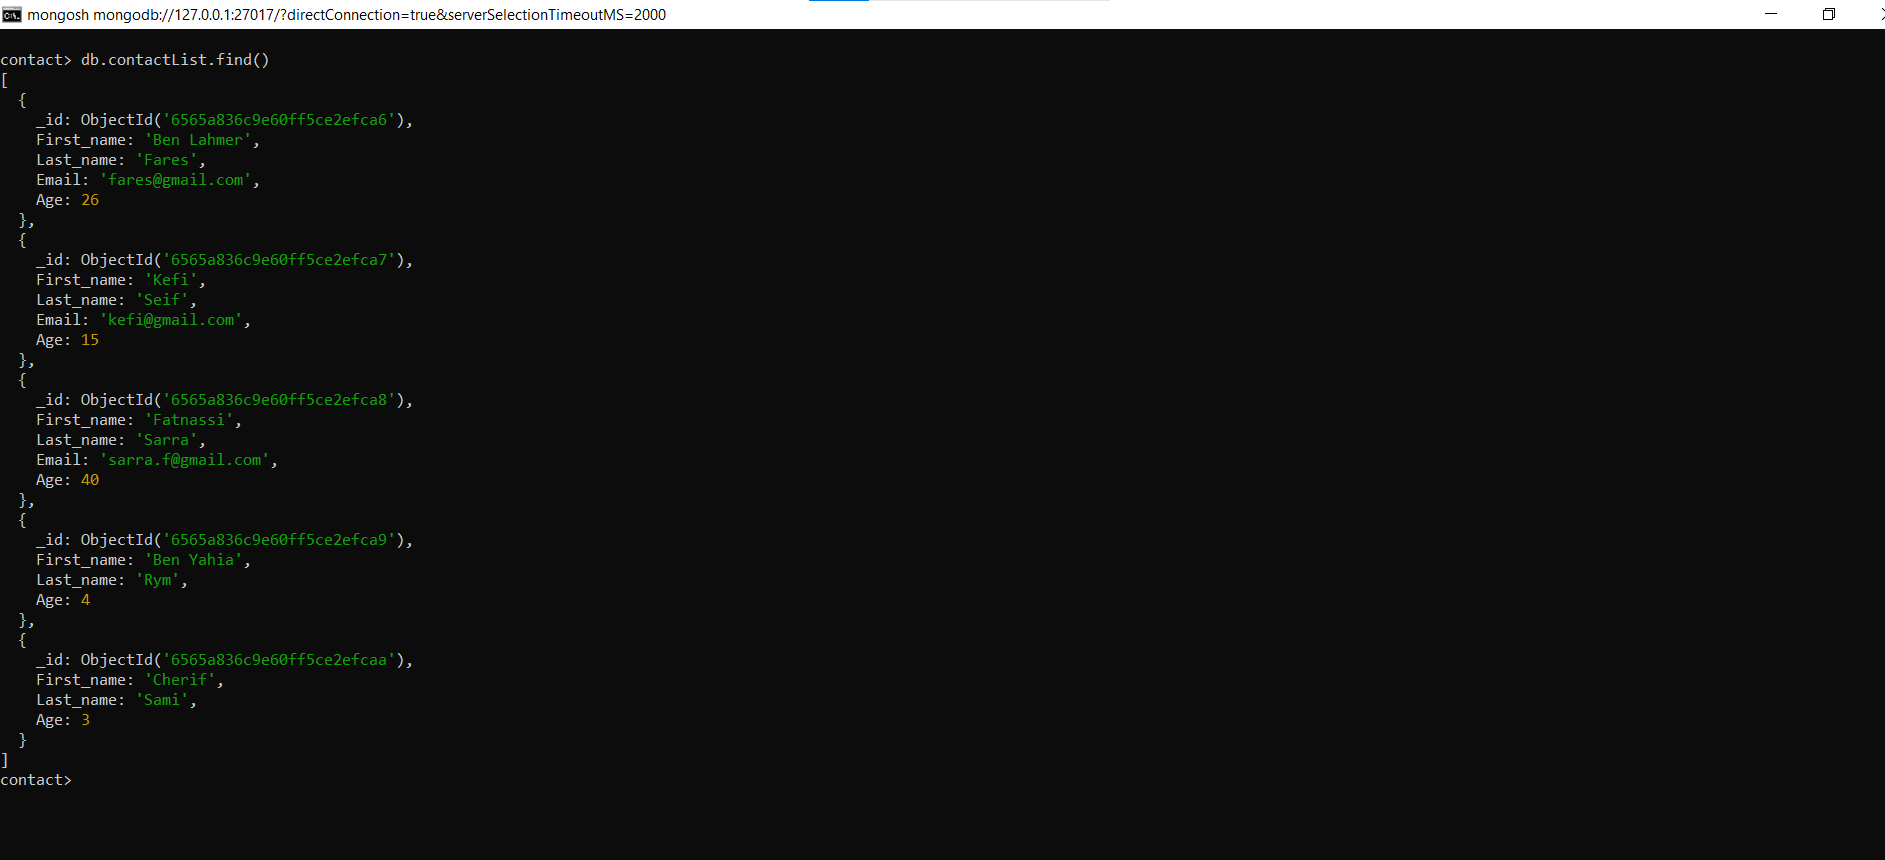 mongosh mongodb://127.0.0.1:27017/?directConnection=true&serverSelectionTimeoutMS=2000
contact> db.contactList.find()
[
  {
    _id: ObjectId('6565a836c9e60ff5ce2efca6'),
    First_name: 'Ben Lahmer',
    Last_name: 'Fares',
    Email: 'fares@gmail.com',
    Age: 26
  },
  {
    _id: ObjectId('6565a836c9e60ff5ce2efca7'),
    First_name: 'Kefi',
    Last_name: 'Seif',
    Email: 'kefi@gmail.com',
    Age: 15
  },
  {
    _id: ObjectId('6565a836c9e60ff5ce2efca8'),
    First_name: 'Fatnassi',
    Last_name: 'Sarra',
    Email: 'sarra.f@gmail.com',
    Age: 40
  },
  {
    _id: ObjectId('6565a836c9e60ff5ce2efca9'),
    First_name: 'Ben Yahia',
    Last_name: 'Rym',
    Age: 4
  },
  {
    _id: ObjectId('6565a836c9e60ff5ce2efcaa'),
    First_name: 'Cherif',
    Last_name: 'Sami',
    Age: 3
  }
]
contact>